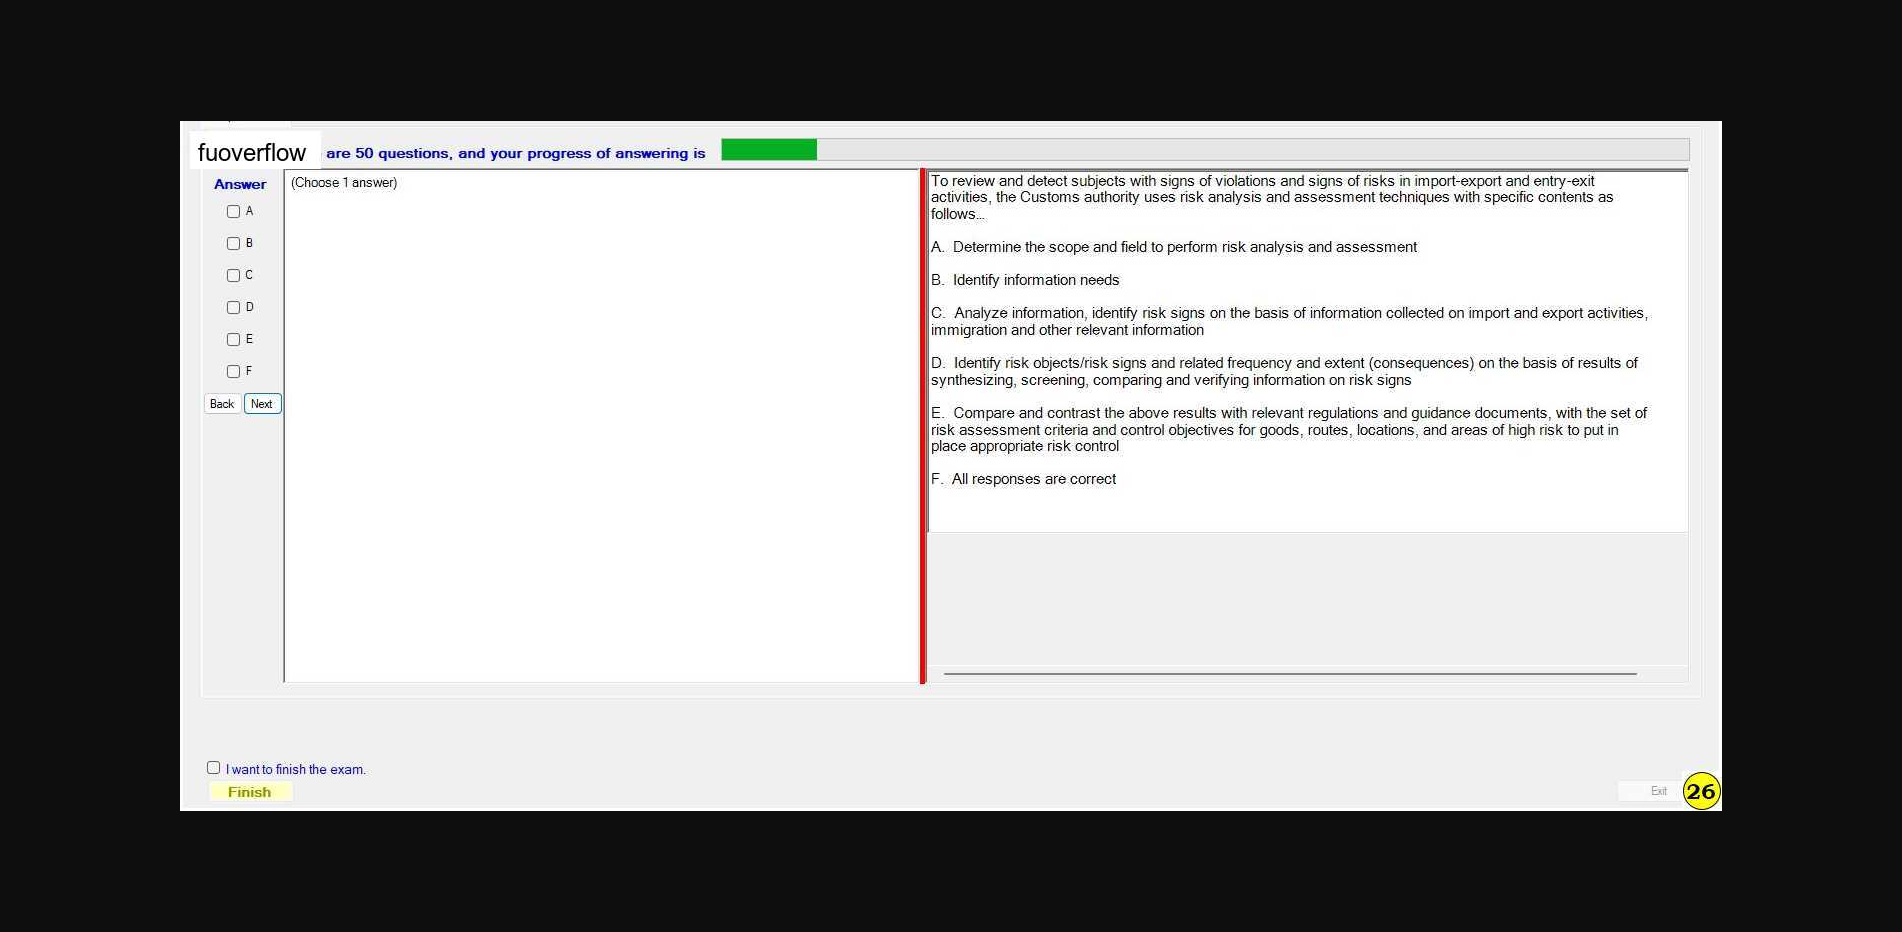 fuoverflow are 50 questions, and your progress of answering is
Answer
(Choose 1 answer)
A
B
C
D
E
F
Back Next
To review and detect subjects with signs of violations and signs of risks in import-export and entry-exit
activities, the Customs authority uses risk analysis and assessment techniques with specific contents as
follows...
A. Determine the scope and field to perform risk analysis and assessment
B. Identify information needs
C. Analyze information, identify risk signs on the basis of information collected on import and export activities,
immigration and other relevant information
D. Identify risk objects/risk signs and related frequency and extent (consequences) on the basis of results of
synthesizing, screening, comparing and verifying information on risk signs
E. Compare and contrast the above results with relevant regulations and guidance documents, with the set of
risk assessment criteria and control objectives for goods, routes, locations, and areas of high risk to put in
place appropriate risk control
F. All responses are correct
I want to finish the exam.
Finish
Exit
26